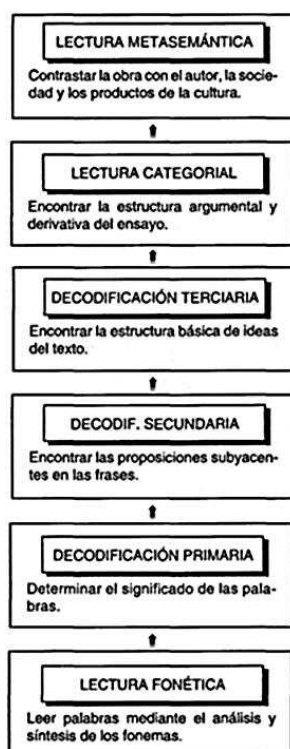 LECTURA METASEMÁNTICA
Contrastar la obra con el autor, la socie-
dad y los productos de la cultura.
LECTURA CATEGORIAL
Encontrar la estructura argumental y
derivativa del ensayo.
DECODIFICACIÓN TERCIARIA
Encontrar la estructura básica de ideas
del texto.
DECODIF. SECUNDARIA
Encontrar las proposiciones subyacen-
tes en las frases.
DECODIFICACIÓN PRIMARIA
Determinar el significado de las pala-
bras.
LECTURA FONÉTICA
Leer palabras mediante el análisis y
síntesis de los fonemas.